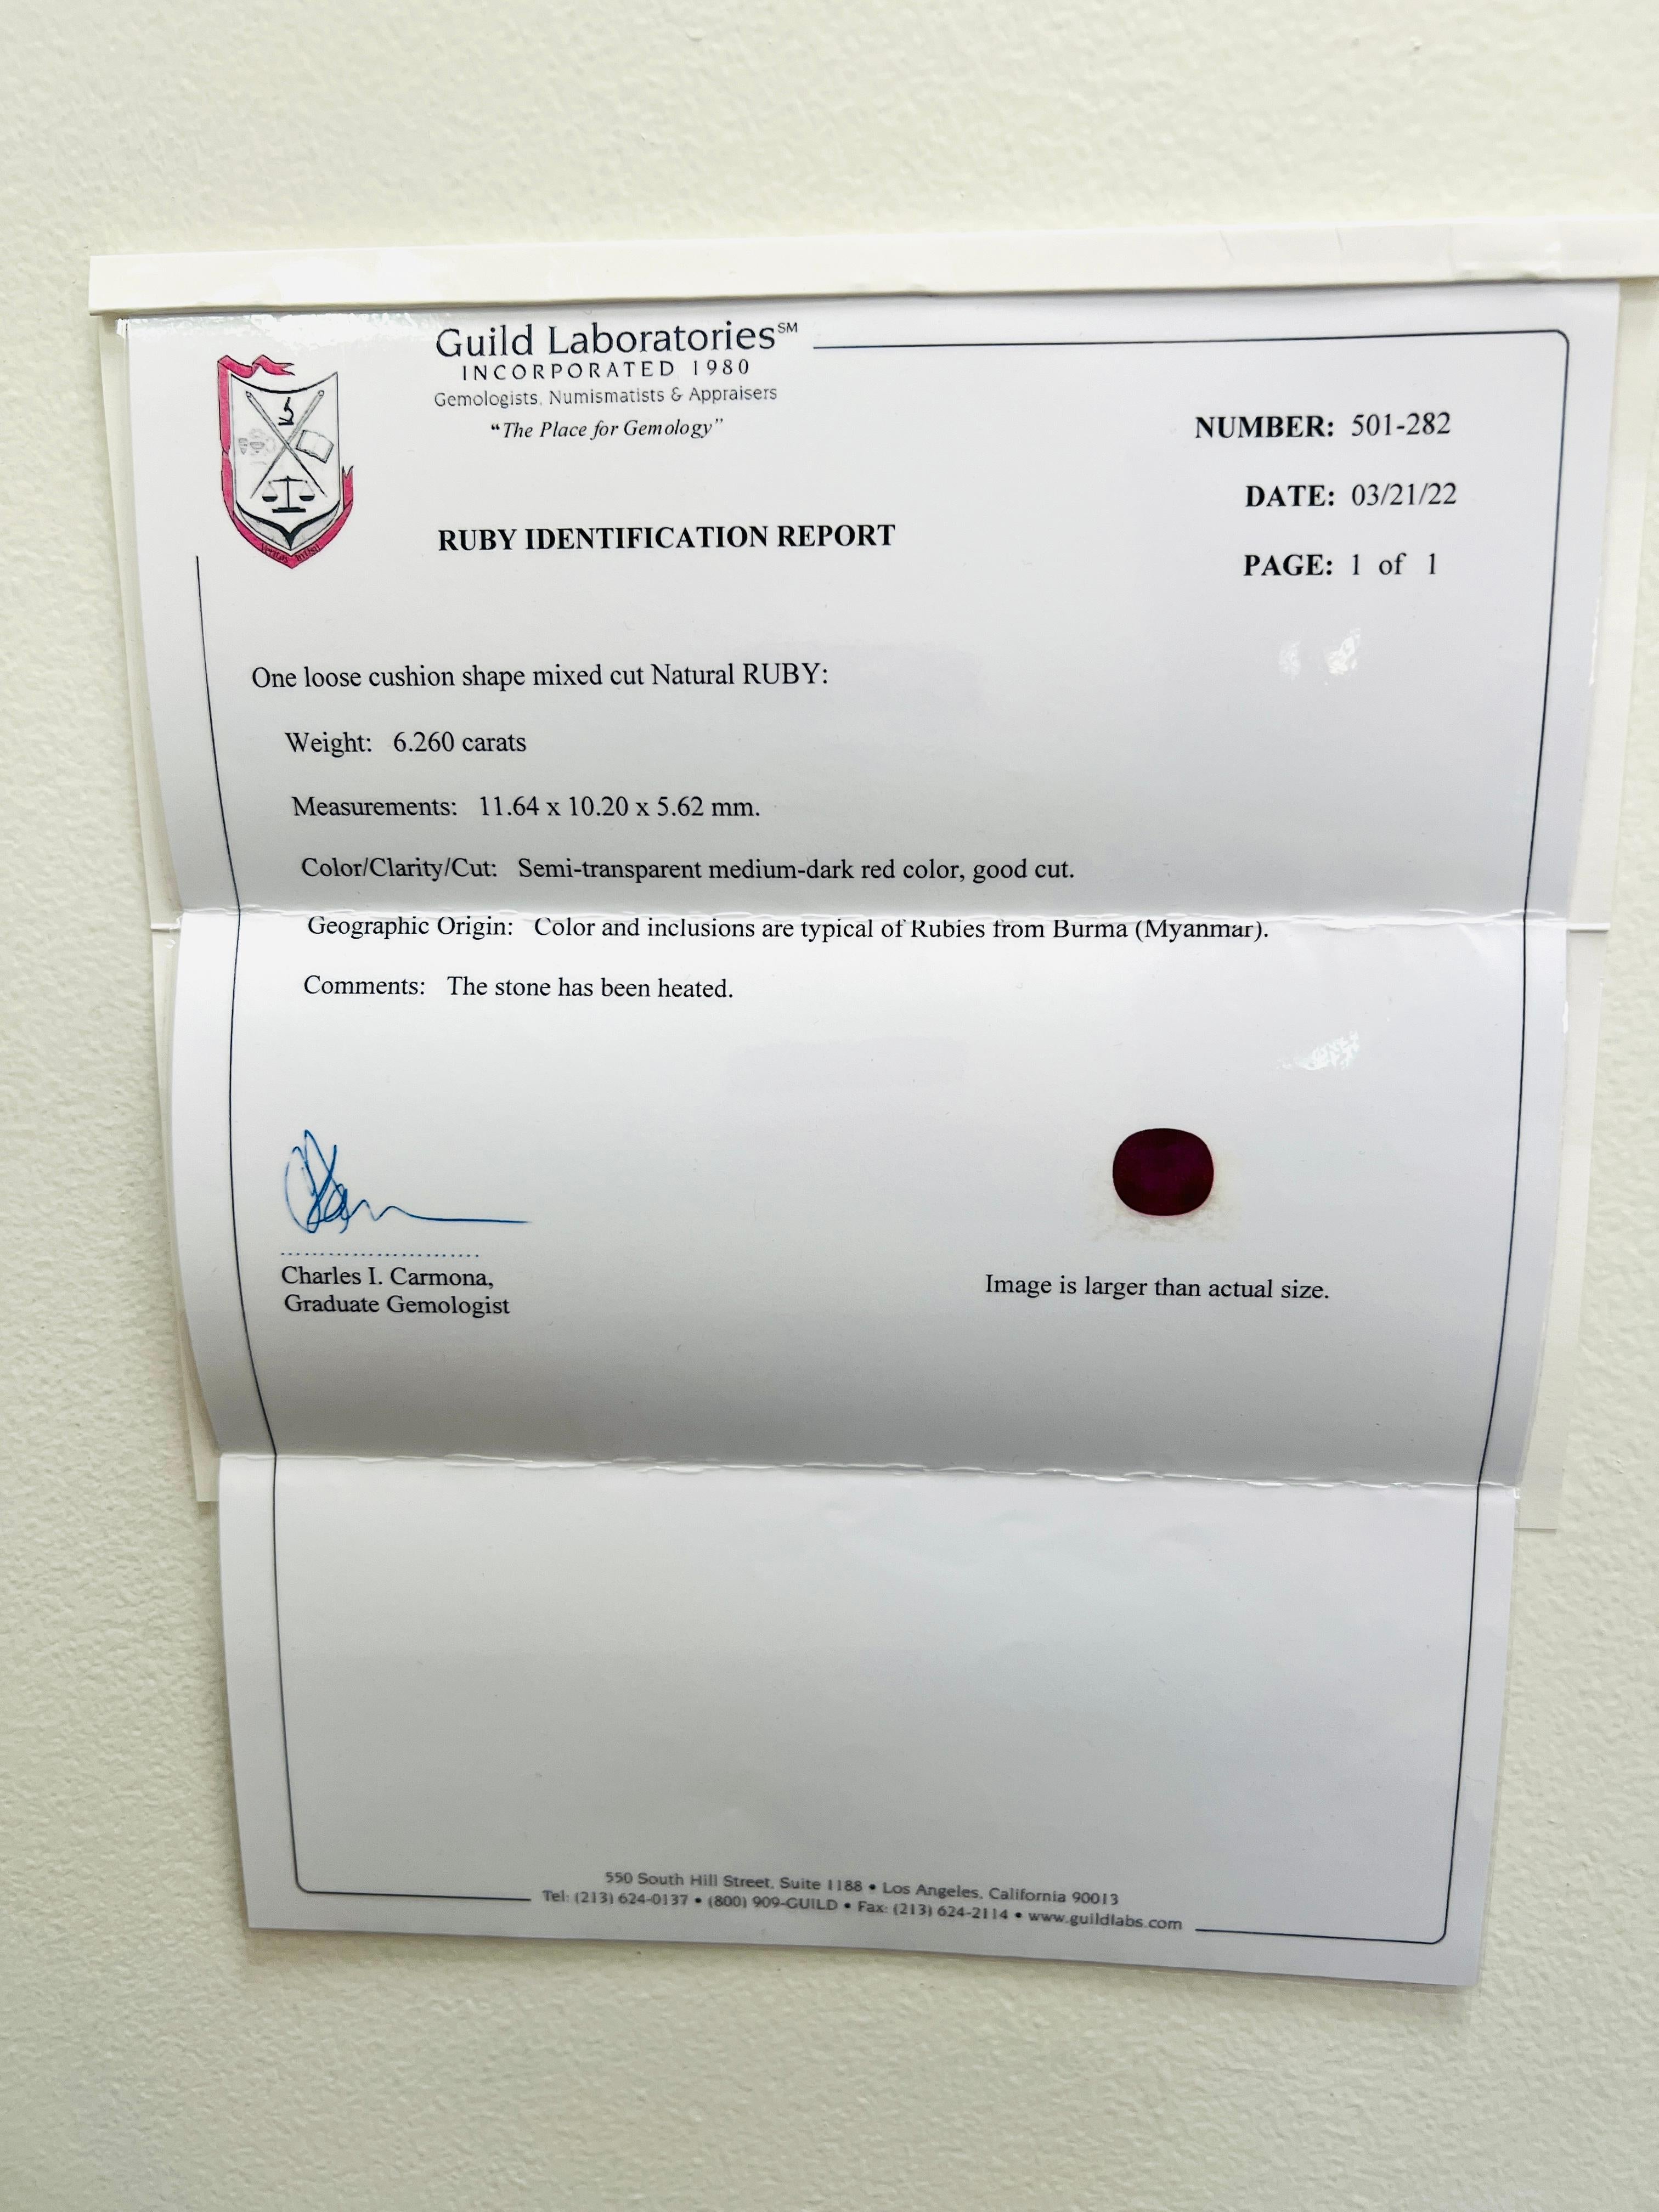 Guild Laboratories℠
INCORPORATED 1980
Gemologists, Numismatists & Appraisers
“The Place for Gemology”
NUMBER: 501-282
DATE: 03/21/22
PAGE: 1 of 1
RUBY IDENTIFICATION REPORT
One loose cushion shape mixed cut Natural RUBY:
Weight: 6.260 carats
Measurements: 11.64 x 10.20 x 5.62 mm.
Color/Clarity/Cut: Semi-transparent medium-dark red color, good cut.
Geographic Origin: Color and inclusions are typical of Rubies from Burma (Myanmar).
Comments: The stone has been heated.
Charles I. Carmona,
Graduate Gemologist
Image is larger than actual size.
550 South Hill Street, Suite 1188 • Los Angeles, California 90013
Tel: (213) 624-0137 • (800) 909-GUILD • Fax: (213) 624-2114 • www.guildlabs.com